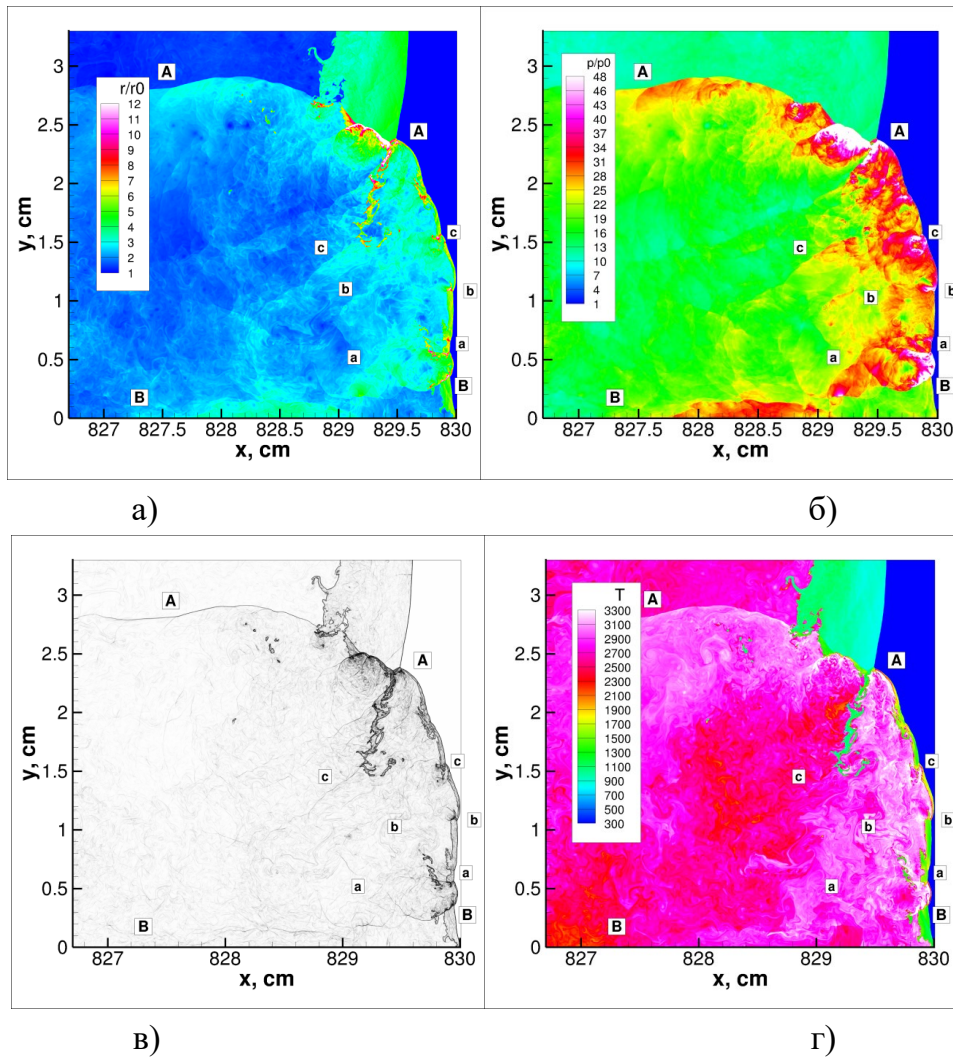 3
2.5
2
1.5
1
0.5
0
y, cm
827
827.5
828
828.5
829
829.5
830
x, cm
r/r0
12
11
10
9
8
7
6
5
4
3
2
1
A
A
c
c
b
b
a
a
B
B
3
2.5
2
1.5
1
0.5
0
y, cm
827
827.5
828
828.5
829
829.5
830
x, cm
p/p0
48
46
43
40
37
34
31
28
25
22
19
16
13
10
7
4
1
A
A
c
c
b
b
a
a
B
B
а)
б)
3
2.5
2
1.5
1
0.5
0
y, cm
827
828
829
830
x, cm
A
A
c
c
b
b
a
a
B
B
3
2.5
2
1.5
1
0.5
0
y, cm
827
828
829
830
x, cm
T
3300
3100
2900
2700
2500
2300
2100
1900
1700
1500
1300
1100
900
700
500
300
A
A
c
c
b
b
a
a
B
B
в)
г)